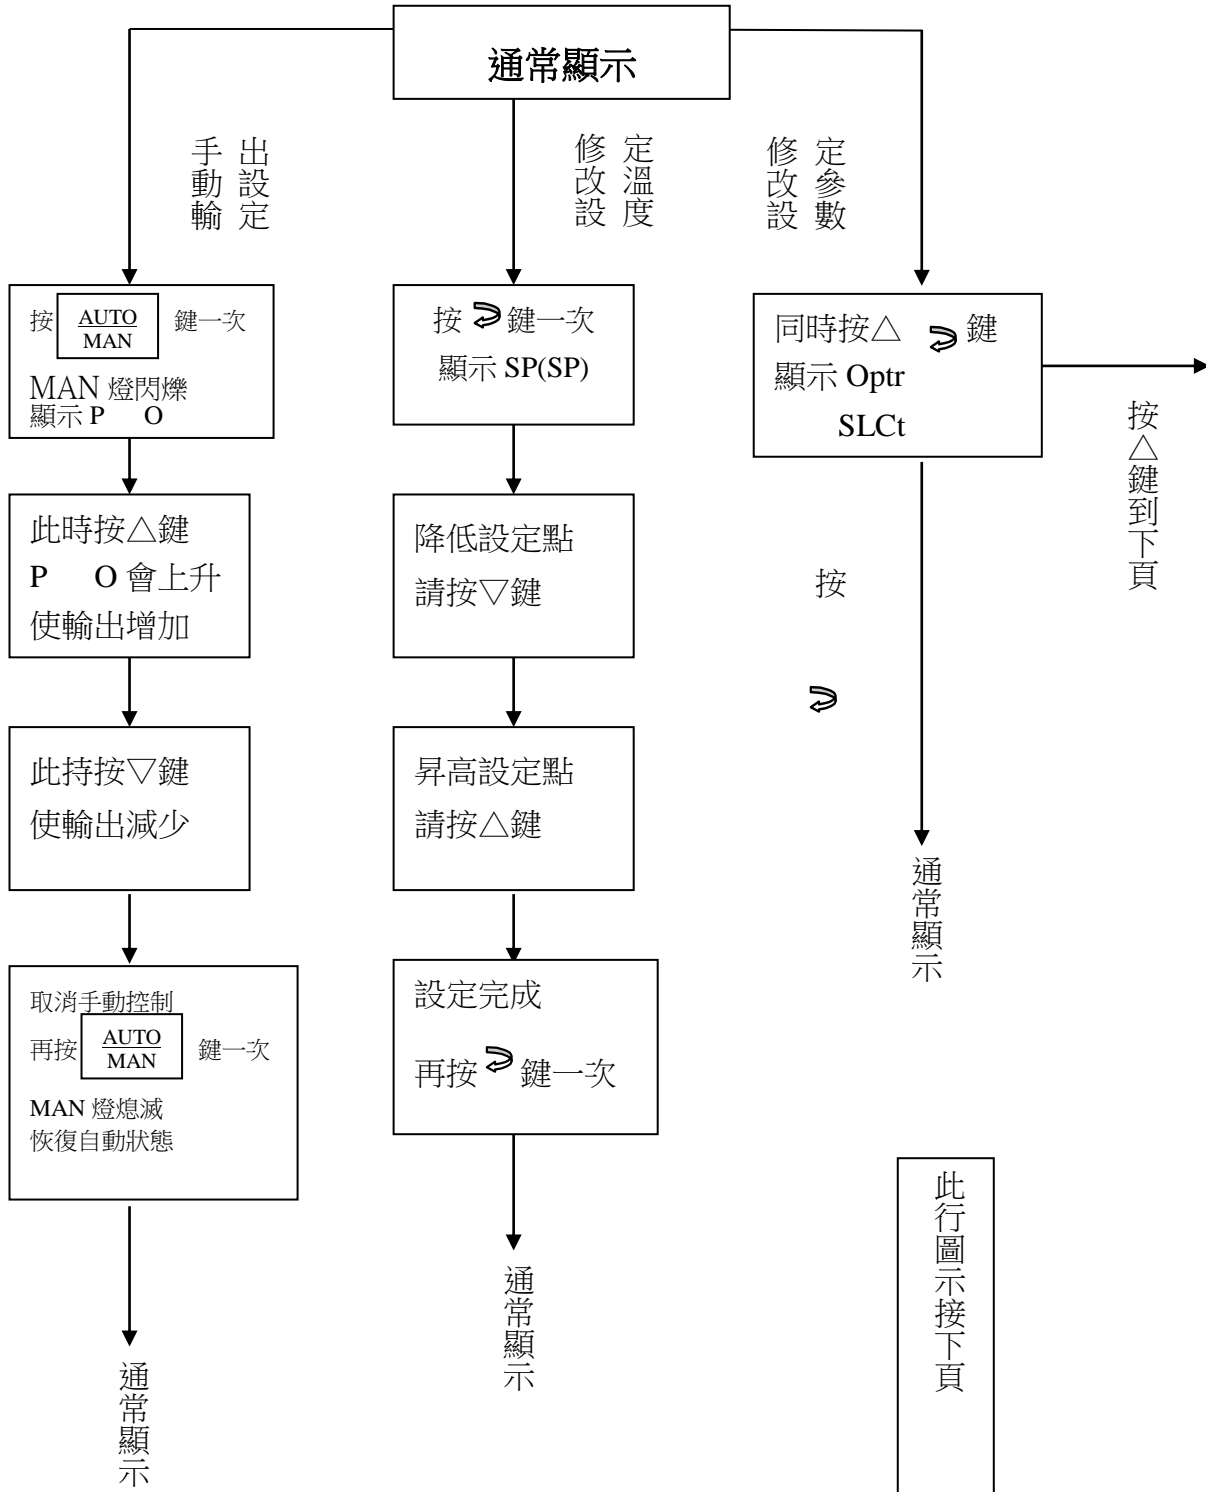 通常顯示
手動輸
出設定
修改設
定溫度
修改設
定參數
按 AUTO
MAN 鍵一次
MAN 燈閃爍
顯示 P O
此時按△鍵
P O 會上升
使輸出增加
此持按▽鍵
使輸出減少
取消手動控制
再按 AUTO
MAN 鍵一次
MAN 燈熄滅
恢復自動狀態
通常顯示
按 鍵一次
顯示 SP(SP)
降低設定點
請按▽鍵
昇高設定點
請按△鍵
設定完成
再按 鍵一次
通常顯示
同時按△ 鍵
顯示 Optr
SLCt
按
通常顯示
按△鍵到下頁
此行圖示接下頁